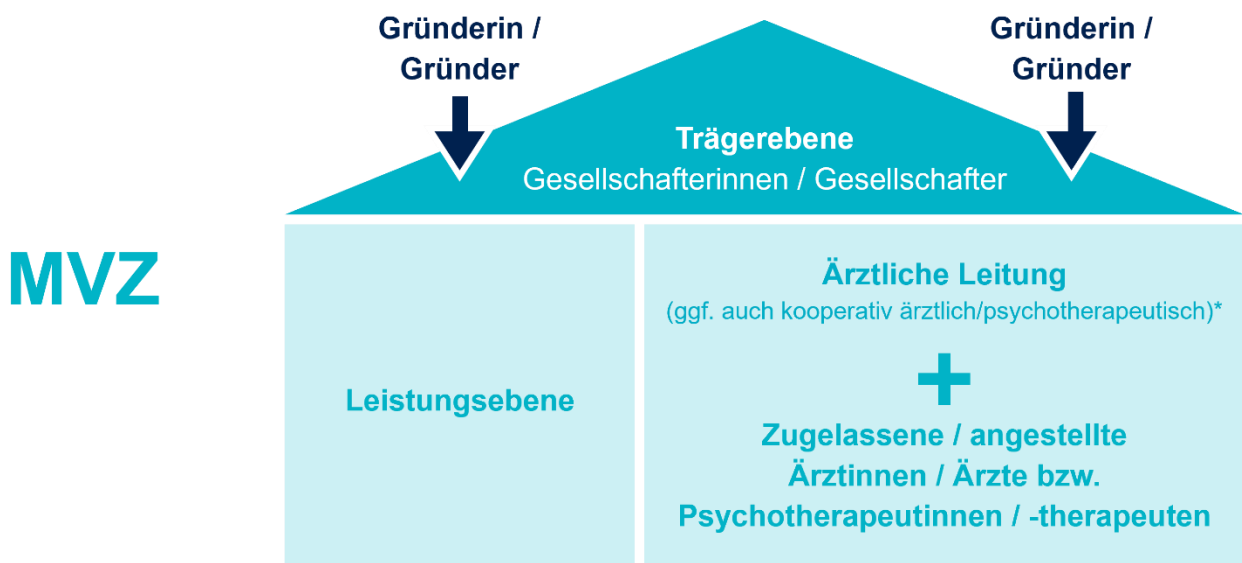 Gründerin /
Gründer
Gründerin /
Gründer
Trägerebene
Gesellschafterinnen / Gesellschafter
MVZ
Leistungsebene
Ärztliche Leitung
(ggf. auch kooperativ ärztlich/psychotherapeutisch)*
+
Zugelassene / angestellte
Ärztinnen / Ärzte bzw.
Psychotherapeutinnen / -therapeuten